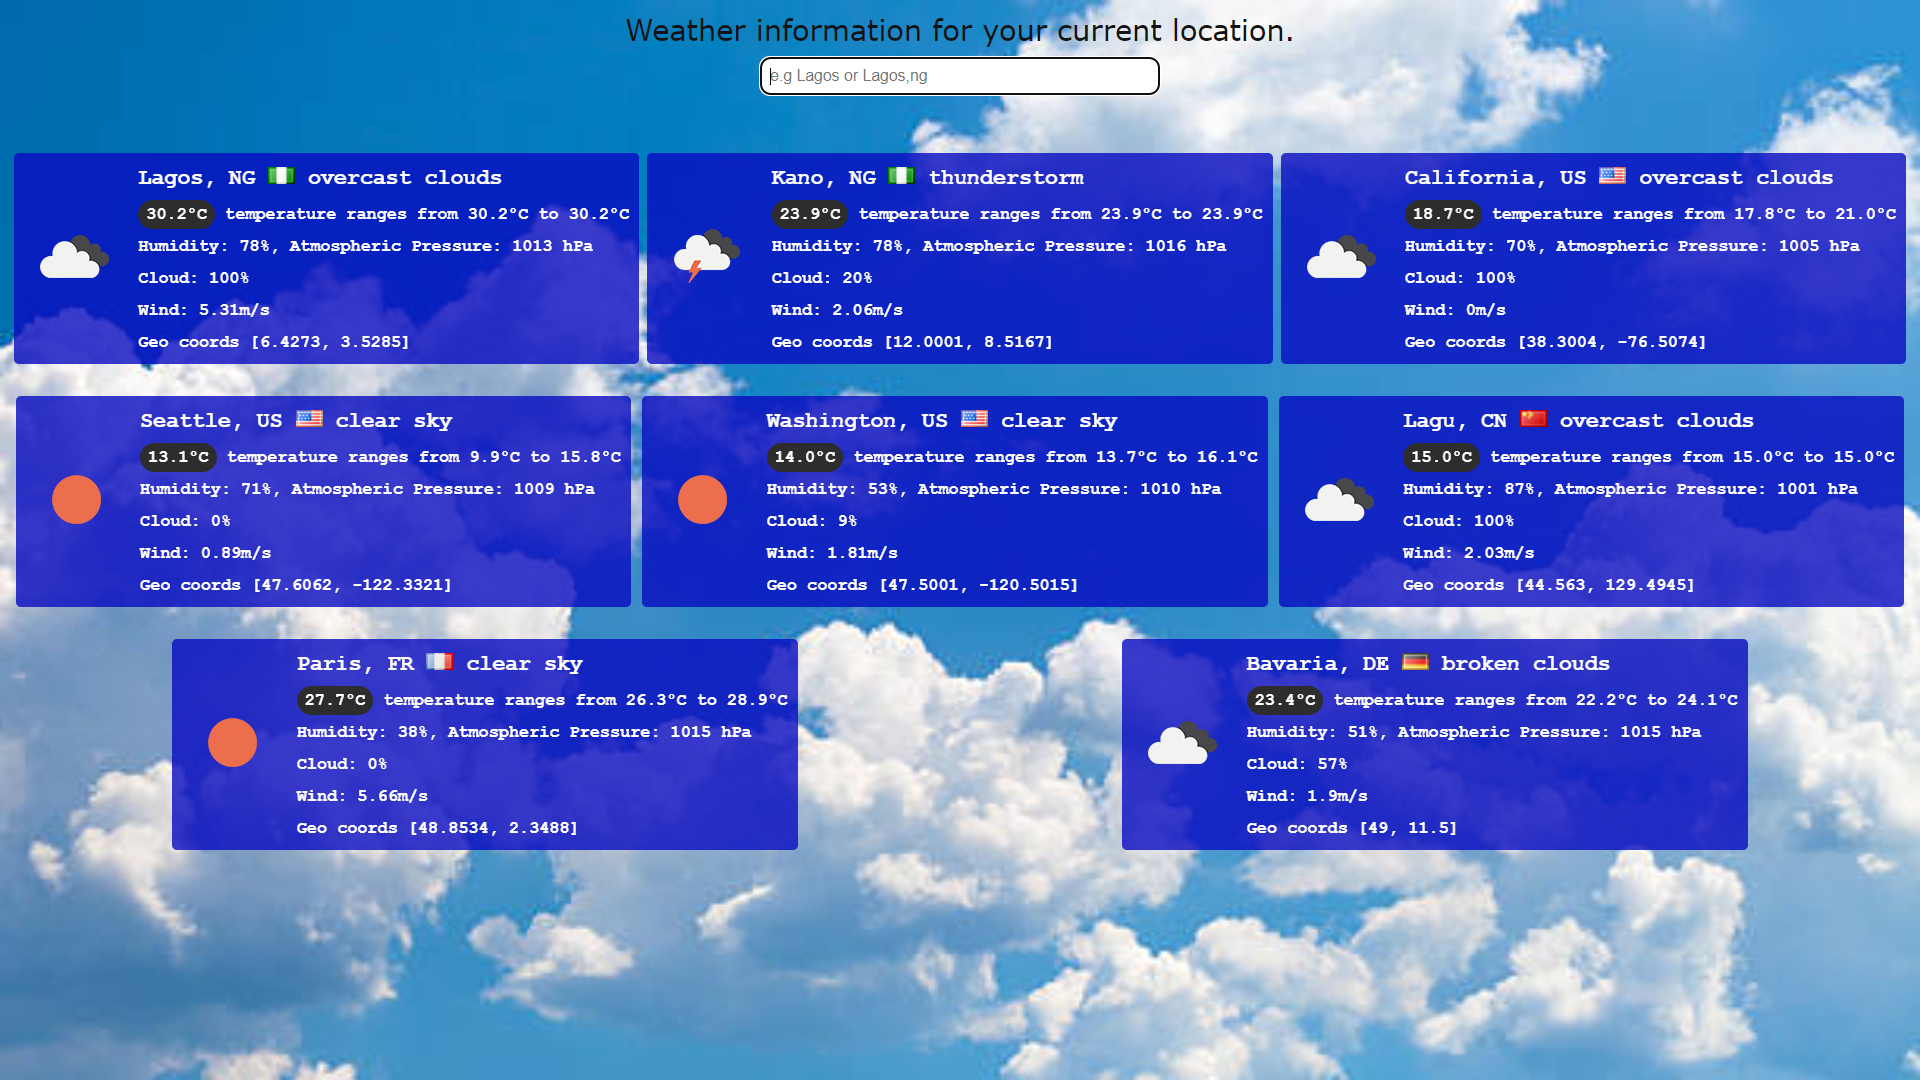 Weather information for your current location.
e.g Lagos or Lagos,ng
Lagos, NG overcast clouds
30.2°C temperature ranges from 30.2°C to 30.2°C
Humidity: 78%, Atmospheric Pressure: 1013 hPa
Cloud: 100%
Wind: 5.31m/s
Geo coords [6.4273, 3.5285]
Kano, NG thunderstorm
23.9°C temperature ranges from 23.9°C to 23.9°C
Humidity: 78%, Atmospheric Pressure: 1016 hPa
Cloud: 20%
Wind: 2.06m/s
Geo coords [12.0001, 8.5167]
California, US overcast clouds
18.7°C temperature ranges from 17.8°C to 21.0°C
Humidity: 70%, Atmospheric Pressure: 1005 hPa
Cloud: 100%
Wind: 0m/s
Geo coords [38.3004, -76.5074]
Seattle, US clear sky
13.1°C temperature ranges from 9.9°C to 15.8°C
Humidity: 71%, Atmospheric Pressure: 1009 hPa
Cloud: 0%
Wind: 0.89m/s
Geo coords [47.6062, -122.3321]
Washington, US clear sky
14.0°C temperature ranges from 13.7°C to 16.1°C
Humidity: 53%, Atmospheric Pressure: 1010 hPa
Cloud: 9%
Wind: 1.81m/s
Geo coords [47.5001, -120.5015]
Lagu, CN overcast clouds
15.0°C temperature ranges from 15.0°C to 15.0°C
Humidity: 87%, Atmospheric Pressure: 1001 hPa
Cloud: 100%
Wind: 2.03m/s
Geo coords [44.563, 129.4945]
Paris, FR clear sky
27.7°C temperature ranges from 26.3°C to 28.9°C
Humidity: 38%, Atmospheric Pressure: 1015 hPa
Cloud: 0%
Wind: 5.66m/s
Geo coords [48.8534, 2.3488]
Bavaria, DE broken clouds
23.4°C temperature ranges from 22.2°C to 24.1°C
Humidity: 51%, Atmospheric Pressure: 1015 hPa
Cloud: 57%
Wind: 1.9m/s
Geo coords [49, 11.5]